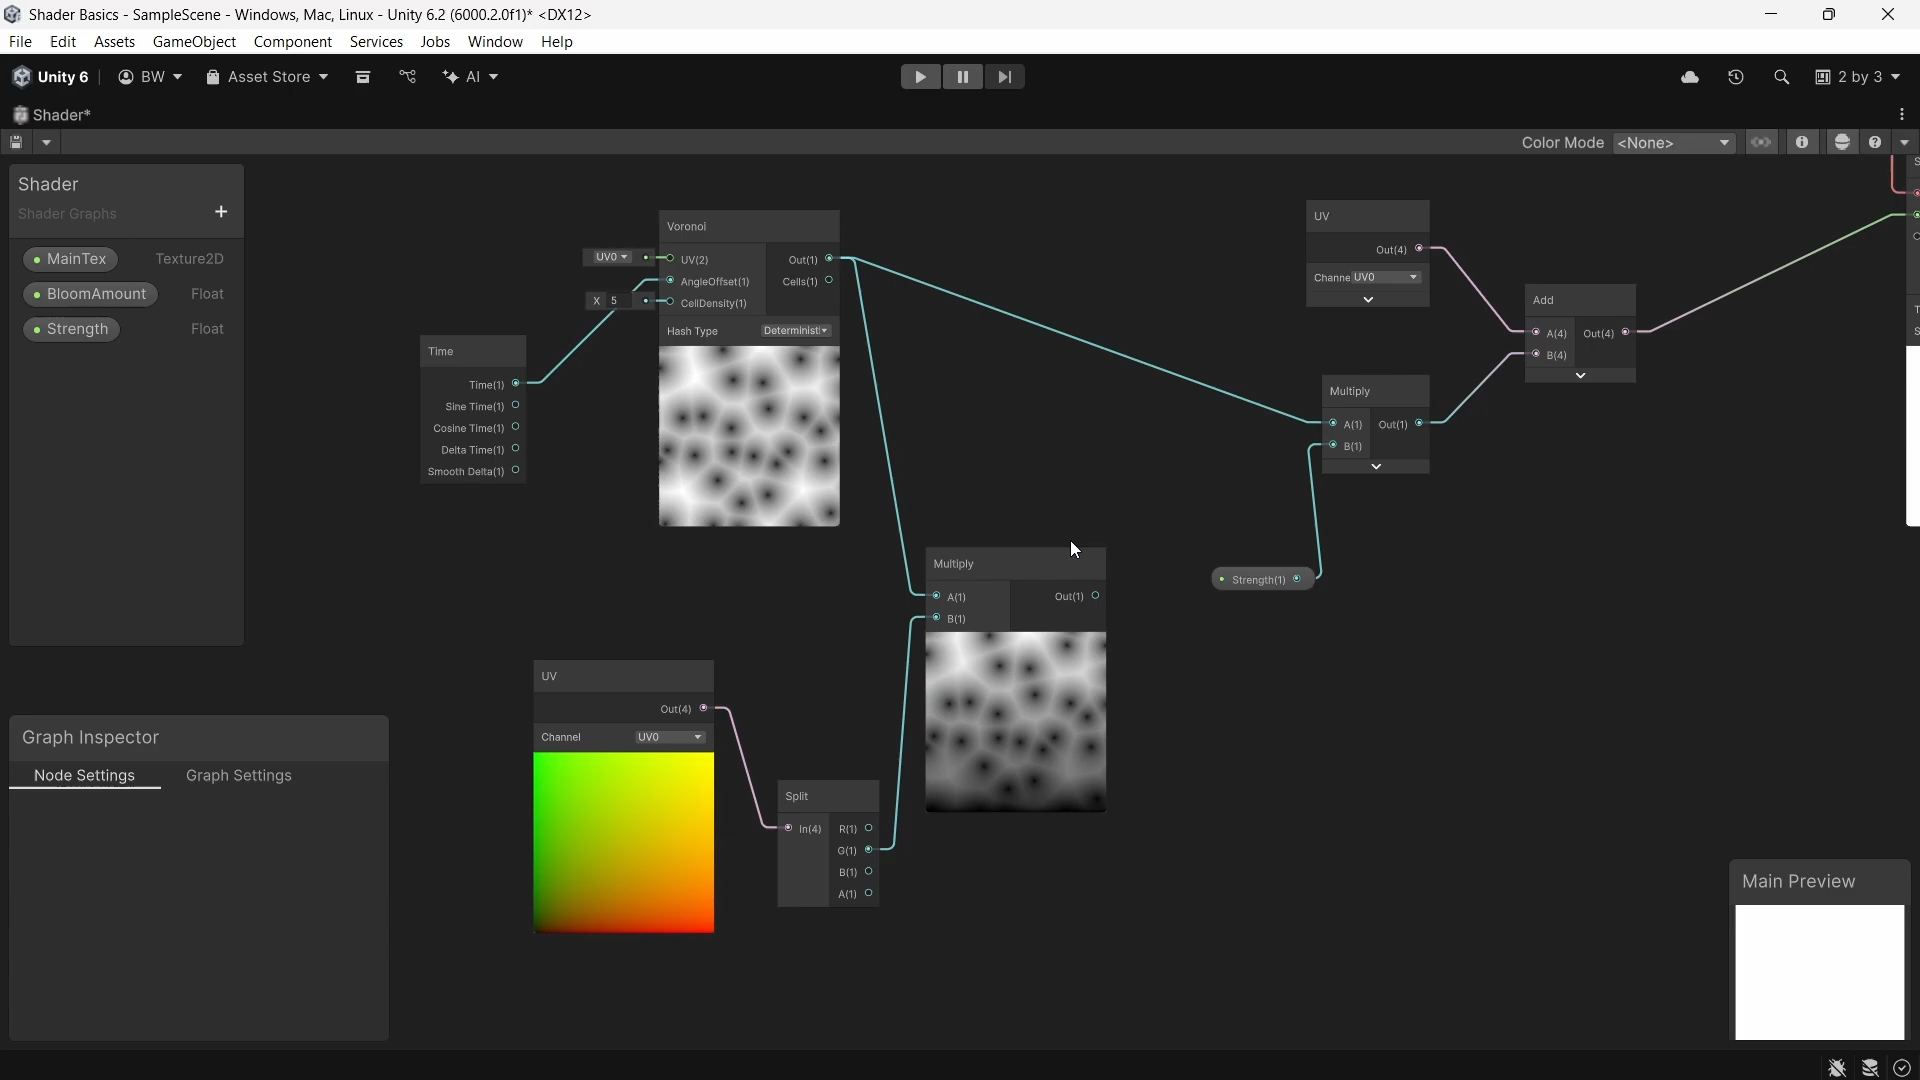 Shader Basics - SampleScene - Windows, Mac, Linux - Unity 6.2 (6000.2.0f1)* <DX12>
File Edit Assets GameObject Component Services Jobs Window Help
Unity 6 BW Asset Store AI 2 by 3
Shader*
Color Mode <None>
Shader
Shader Graphs
+
MainTex Texture2D
BloomAmount Float
Strength Float
Voronoi
UV0 UV(2) Out(1)
AngleOffset(1) Cells(1)
X 5 CellDensity(1)
Hash Type Determinist
Time
Time(1)
Sine Time(1)
Cosine Time(1)
Delta Time(1)
Smooth Delta(1)
UV
Out(4)
Channe UV0
Add
A(4) Out(4)
B(4)
Multiply
A(1) Out(1)
B(1)
Strength(1)
Multiply
A(1) Out(1)
B(1)
UV
Out(4)
Channel UV0
Split
In(4) R(1)
G(1)
B(1)
A(1)
Graph Inspector
Node Settings Graph Settings
Main Preview